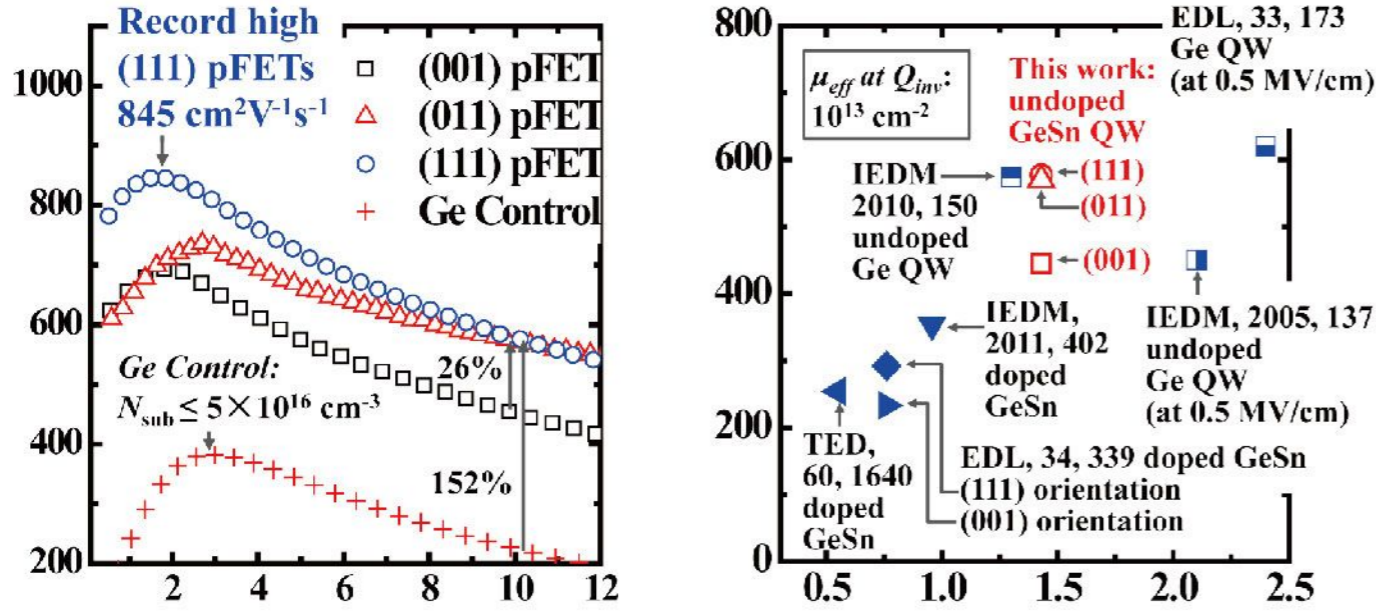 Record high
(111) pFETs
845 cm²V⁻¹s⁻¹
(001) pFET
(011) pFET
(111) pFET
Ge Control
Ge Control:
N_sub ≤ 5×10¹⁶ cm⁻³
26%
152%
1000
800
600
400
200
2
4
6
8
10
12
μ_eff at Q_inv:
10¹³ cm⁻²
This work:
undoped
GeSn QW
(111)
(011)
(001)
EDL, 33, 173
Ge QW
(at 0.5 MV/cm)
IEDM
2010, 150
undoped
Ge QW
IEDM,
2011, 402
doped
GeSn
IEDM, 2005, 137
undoped
Ge QW
(at 0.5 MV/cm)
TED,
60, 1640
doped
GeSn
EDL, 34, 339 doped GeSn
(111) orientation
(001) orientation
800
600
400
200
0
0.5
1.0
1.5
2.0
2.5